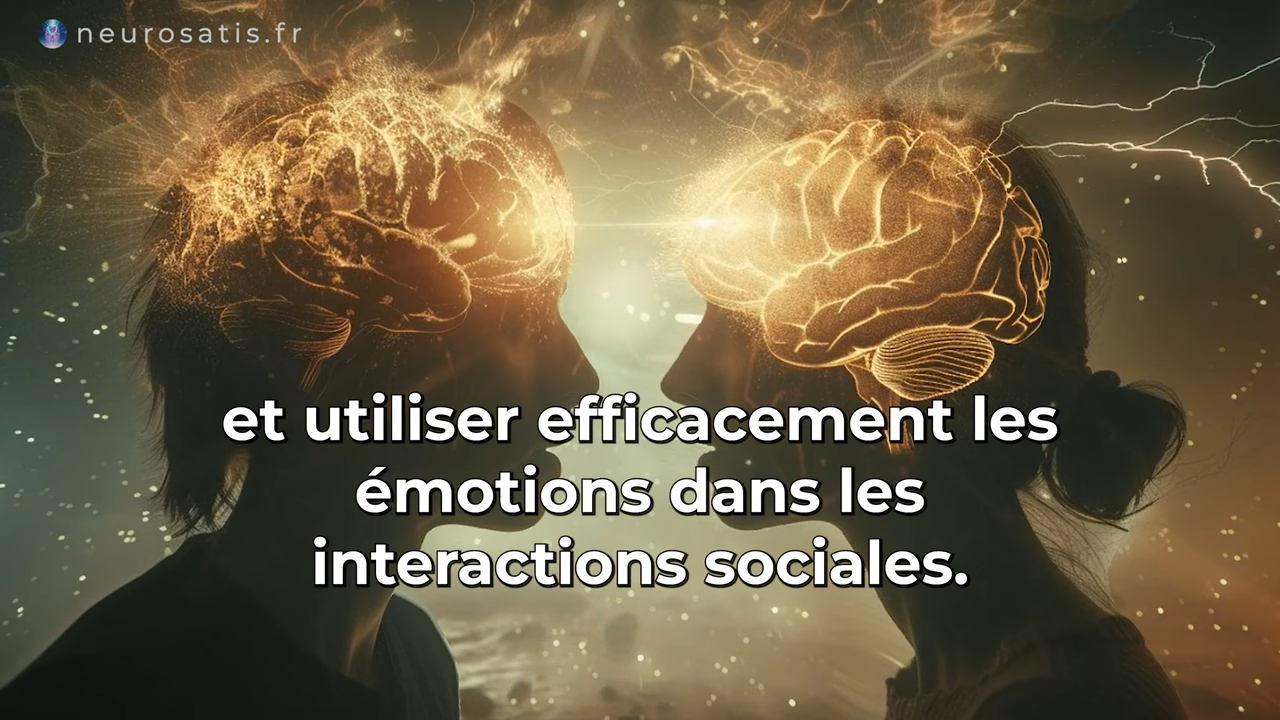 neurosatis.fr
et utiliser efficacement les
émotions dans les
interactions sociales.